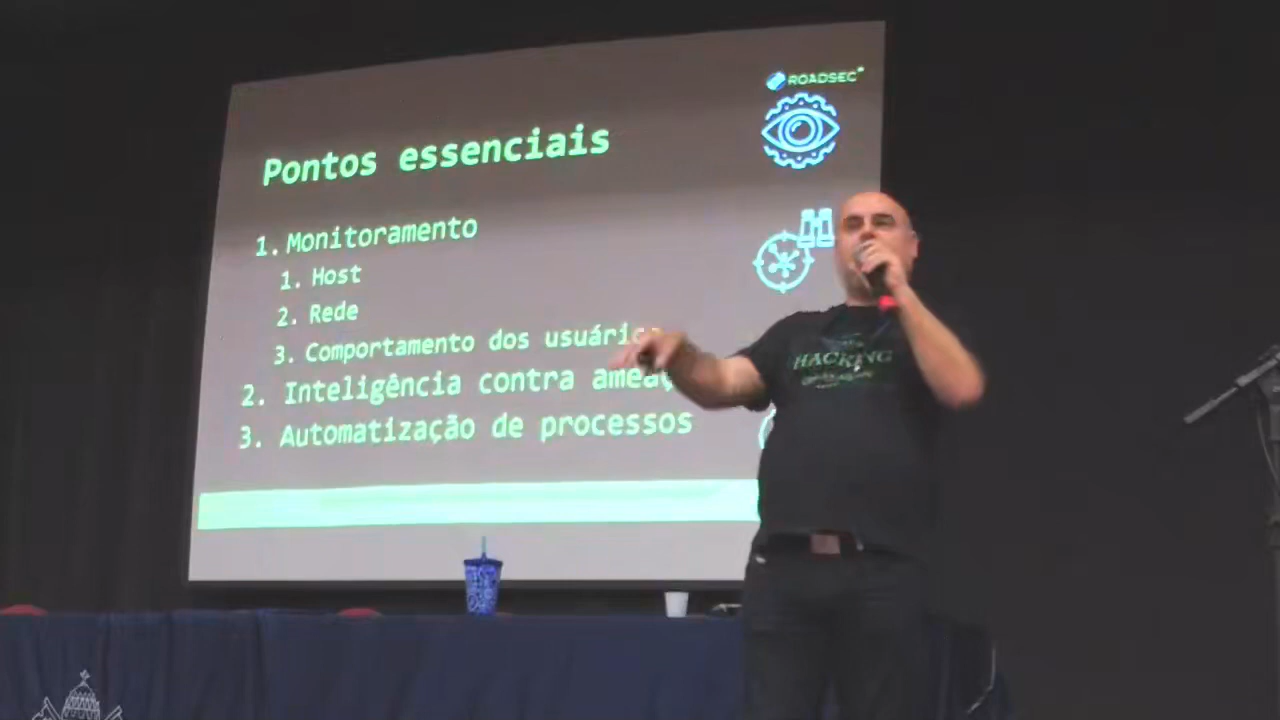 ROADSEC
Pontos essenciais
1. Monitoramento
1. Host
2. Rede
3. Comportamento dos
2. Inteligência contra
3. Automatização de processos
HACKING